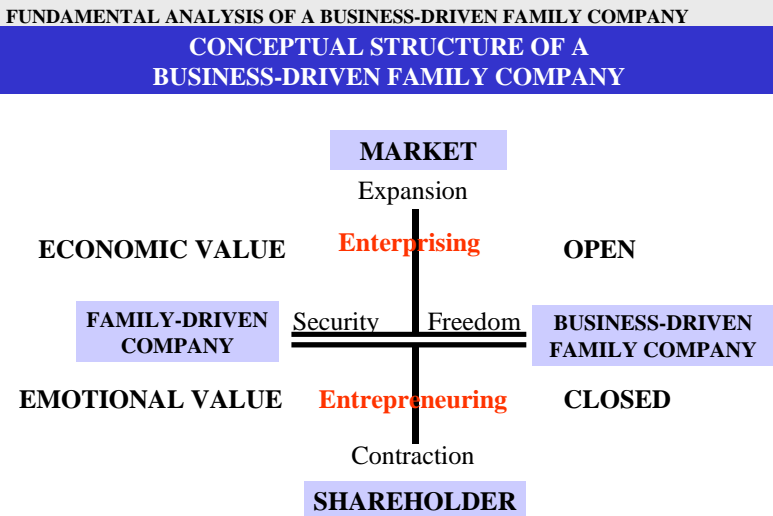 FUNDAMENTAL ANALYSIS OF A BUSINESS-DRIVEN FAMILY COMPANY
CONCEPTUAL STRUCTURE OF A
BUSINESS-DRIVEN FAMILY COMPANY
MARKET
Expansion
ECONOMIC VALUE
Enterprising
OPEN
FAMILY-DRIVEN
COMPANY
Security
Freedom
BUSINESS-DRIVEN
FAMILY COMPANY
EMOTIONAL VALUE
Entrepreneuring
CLOSED
Contraction
SHAREHOLDER